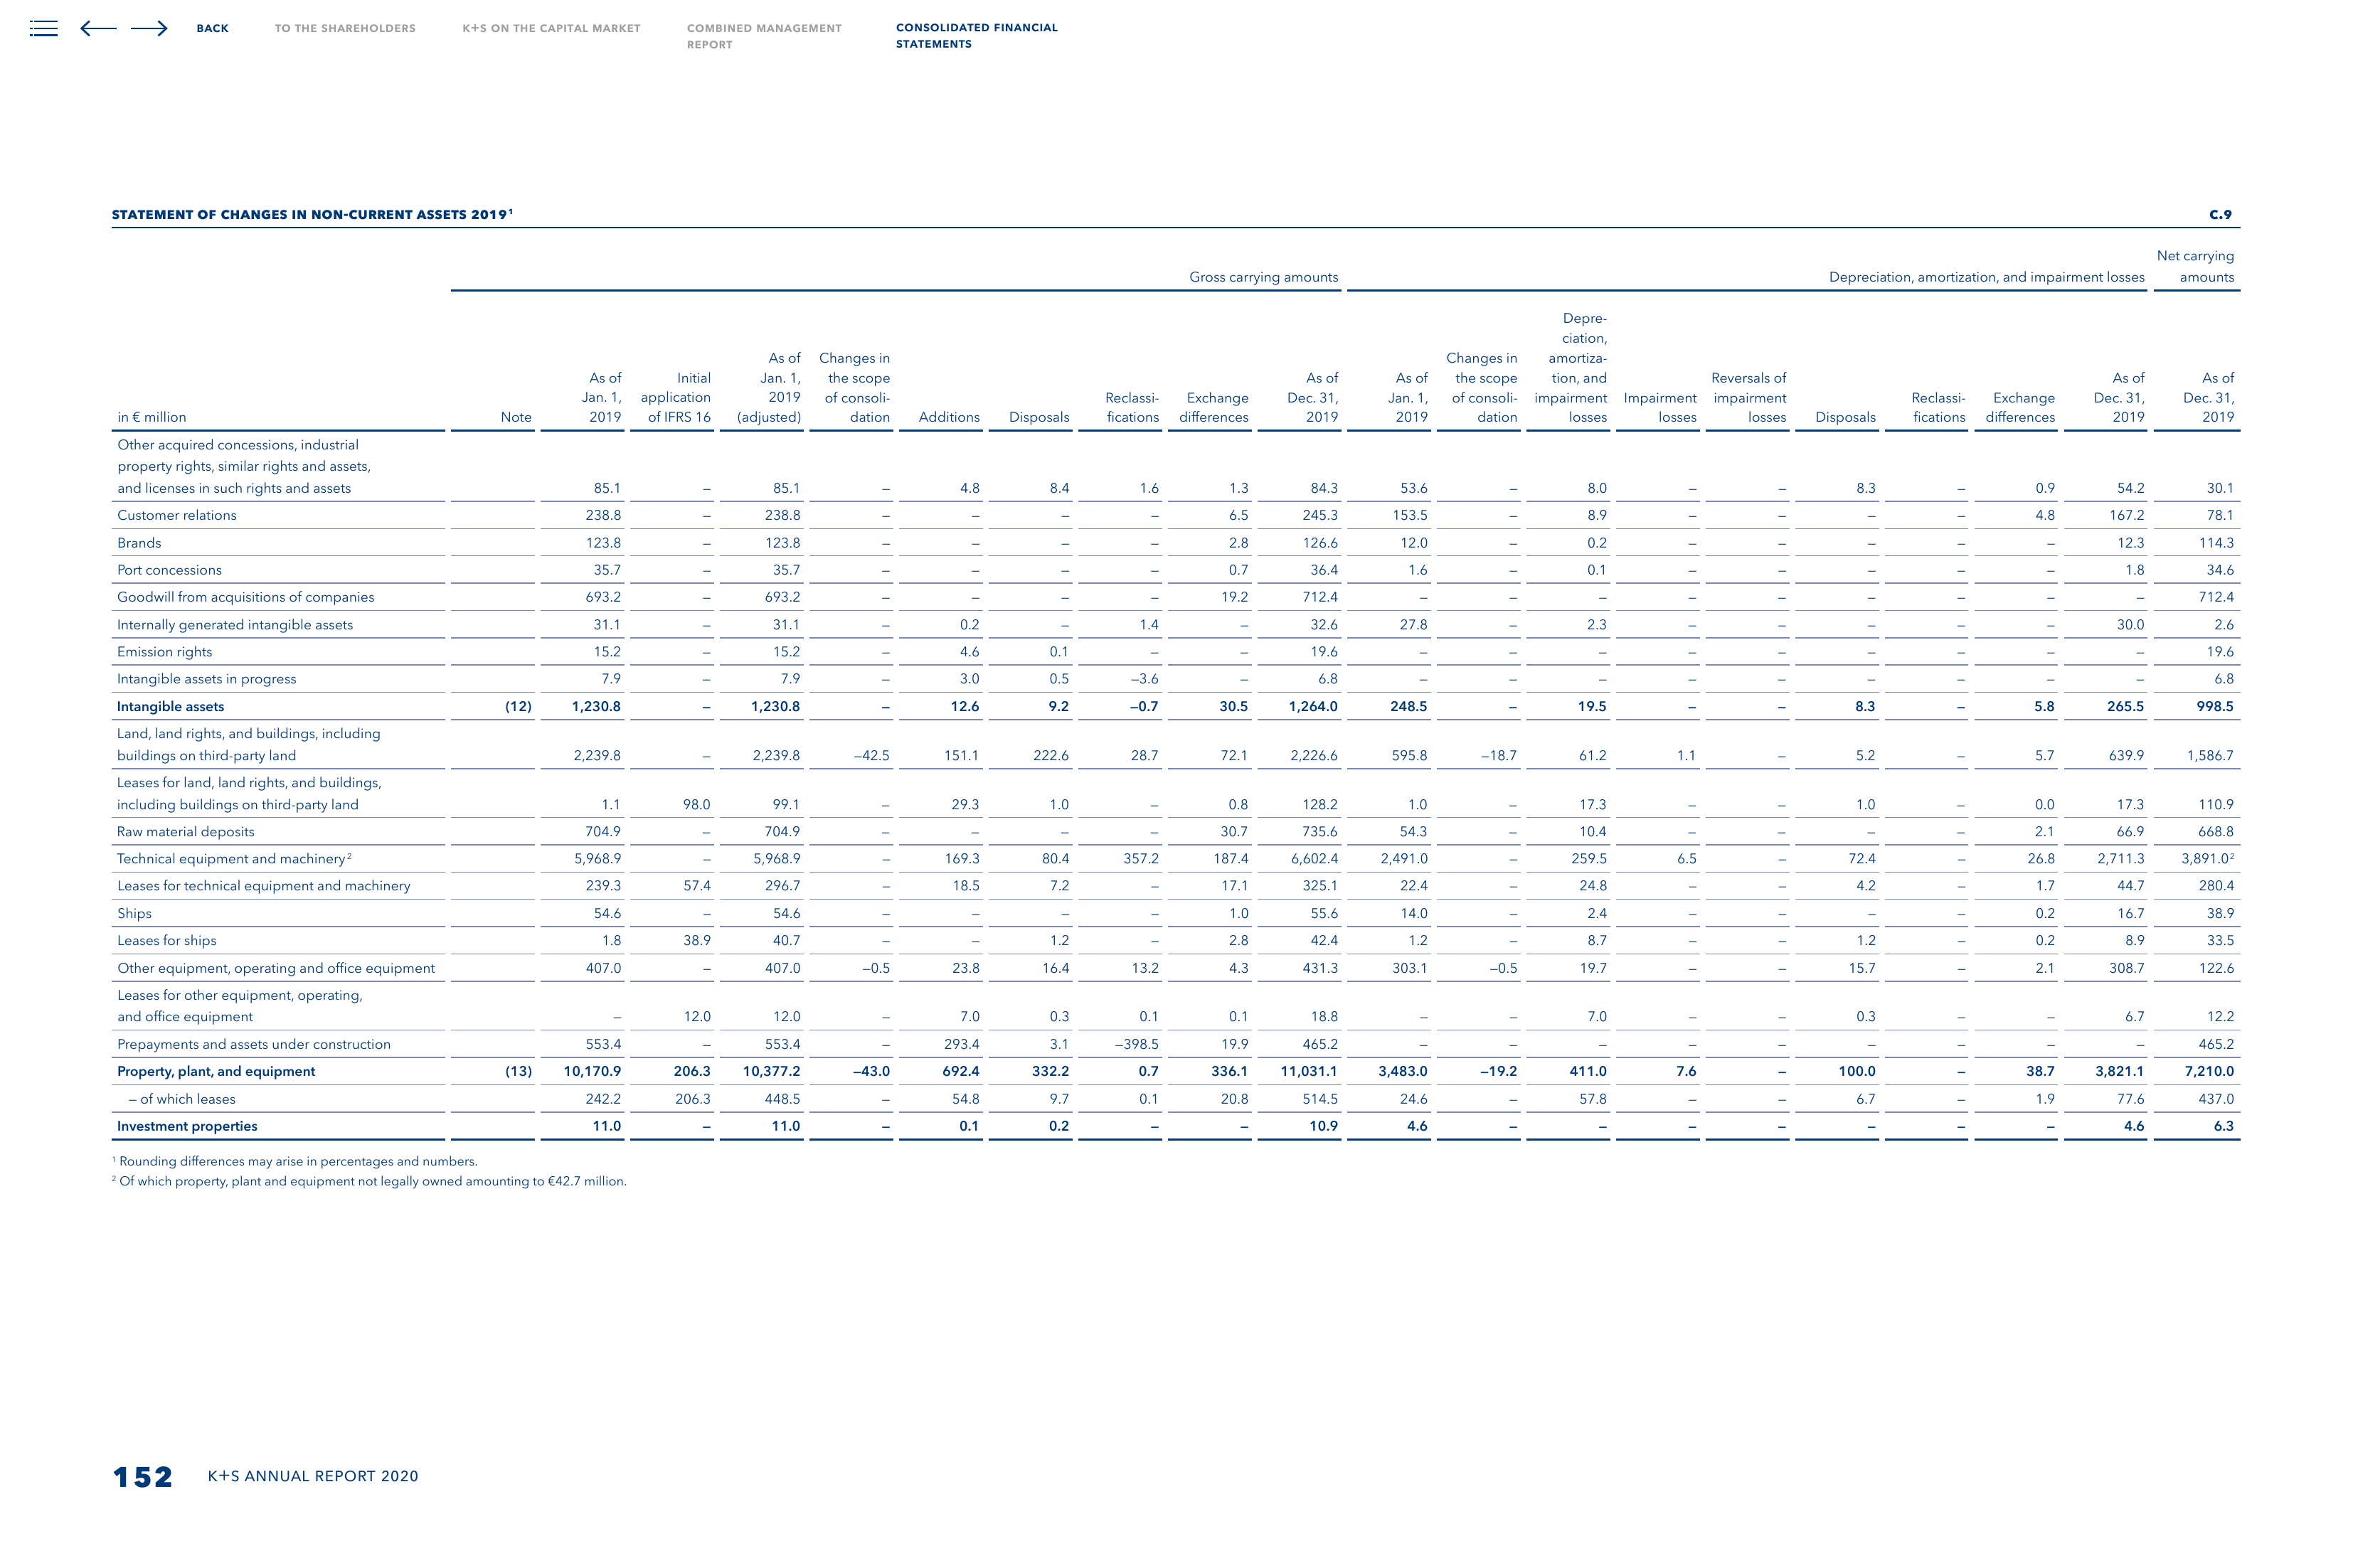 BACK TO THE SHAREHOLDERS K+S ON THE CAPITAL MARKET COMBINED MANAGEMENT REPORT CONSOLIDATED FINANCIAL STATEMENTS
STATEMENT OF CHANGES IN NON-CURRENT ASSETS 2019¹ C.9
Gross carrying amounts Depreciation, amortization, and impairment losses Net carrying amounts
in € million Note As of Jan. 1, 2019 Initial application of IFRS 16 As of Jan. 1, 2019 (adjusted) Changes in the scope of consoli-dation Additions Disposals Reclassi-fications Exchange differences As of Dec. 31, 2019 As of Jan. 1, 2019 Changes in the scope of consoli-dation Depre-ciation, amortiza-tion, and impairment losses Impairment losses Reversals of impairment losses Disposals Reclassi-fications Exchange differences As of Dec. 31, 2019 As of Dec. 31, 2019
Other acquired concessions, industrial
property rights, similar rights and assets,
and licenses in such rights and assets 85.1 – 85.1 – 4.8 8.4 1.6 1.3 84.3 53.6 – 8.0 – – 8.3 – 0.9 54.2 30.1
Customer relations 238.8 – 238.8 – – – – 6.5 245.3 153.5 – 8.9 – – – – 4.8 167.2 78.1
Brands 123.8 – 123.8 – – – – 2.8 126.6 12.0 – 0.2 – – – – – 12.3 114.3
Port concessions 35.7 – 35.7 – – – – 0.7 36.4 1.6 – 0.1 – – – – – 1.8 34.6
Goodwill from acquisitions of companies 693.2 – 693.2 – – – – 19.2 712.4 – – – – – – – – – 712.4
Internally generated intangible assets 31.1 – 31.1 – 0.2 – 1.4 – 32.6 27.8 – 2.3 – – – – – 30.0 2.6
Emission rights 15.2 – 15.2 – 4.6 0.1 – – 19.6 – – – – – – – – – 19.6
Intangible assets in progress 7.9 – 7.9 – 3.0 0.5 –3.6 – 6.8 – – – – – – – – – 6.8
Intangible assets (12) 1,230.8 – 1,230.8 – 12.6 9.2 –0.7 30.5 1,264.0 248.5 – 19.5 – – 8.3 – 5.8 265.5 998.5
Land, land rights, and buildings, including
buildings on third-party land 2,239.8 – 2,239.8 –42.5 151.1 222.6 28.7 72.1 2,226.6 595.8 –18.7 61.2 1.1 – 5.2 – 5.7 639.9 1,586.7
Leases for land, land rights, and buildings,
including buildings on third-party land 1.1 98.0 99.1 – 29.3 1.0 – 0.8 128.2 1.0 – 17.3 – – 1.0 – 0.0 17.3 110.9
Raw material deposits 704.9 – 704.9 – – – – 30.7 735.6 54.3 – 10.4 – – – – 2.1 66.9 668.8
Technical equipment and machinery² 5,968.9 – 5,968.9 – 169.3 80.4 357.2 187.4 6,602.4 2,491.0 – 259.5 6.5 – 72.4 – 26.8 2,711.3 3,891.0²
Leases for technical equipment and machinery 239.3 57.4 296.7 – 18.5 7.2 – 17.1 325.1 22.4 – 24.8 – – 4.2 – 1.7 44.7 280.4
Ships 54.6 – 54.6 – – – – 1.0 55.6 14.0 – 2.4 – – – – 0.2 16.7 38.9
Leases for ships 1.8 38.9 40.7 – – 1.2 – 2.8 42.4 1.2 – 8.7 – – 1.2 – 0.2 8.9 33.5
Other equipment, operating and office equipment 407.0 – 407.0 –0.5 23.8 16.4 13.2 4.3 431.3 303.1 –0.5 19.7 – – 15.7 – 2.1 308.7 122.6
Leases for other equipment, operating,
and office equipment – 12.0 12.0 – 7.0 0.3 0.1 0.1 18.8 – – 7.0 – – 0.3 – – 6.7 12.2
Prepayments and assets under construction 553.4 – 553.4 – 293.4 3.1 –398.5 19.9 465.2 – – – – – – – – – 465.2
Property, plant, and equipment (13) 10,170.9 206.3 10,377.2 –43.0 692.4 332.2 0.7 336.1 11,031.1 3,483.0 –19.2 411.0 7.6 – 100.0 – 38.7 3,821.1 7,210.0
– of which leases 242.2 206.3 448.5 – 54.8 9.7 0.1 20.8 514.5 24.6 – 57.8 – – 6.7 – 1.9 77.6 437.0
Investment properties 11.0 – 11.0 – 0.1 0.2 – – 10.9 4.6 – – – – – – – 4.6 6.3
¹ Rounding differences may arise in percentages and numbers.
² Of which property, plant and equipment not legally owned amounting to €42.7 million.
152 K+S ANNUAL REPORT 2020